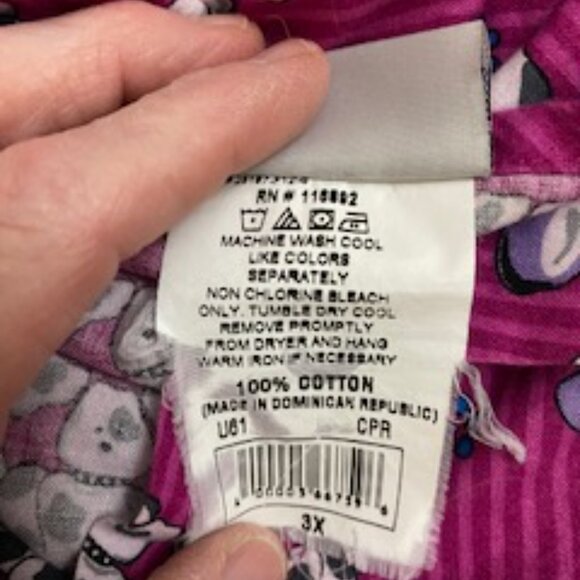 RN # 116892
MACHINE WASH COOL
LIKE COLORS
SEPARATELY
NON CHLORINE BLEACH
ONLY. TUMBLE DRY COOL
REMOVE PROMPTLY
FROM DRYER AND HANG
WARM IRON IF NECESSARY
100% COTTON
(MADE IN DOMINICAN REPUBLIC)
U61 CPR
3X